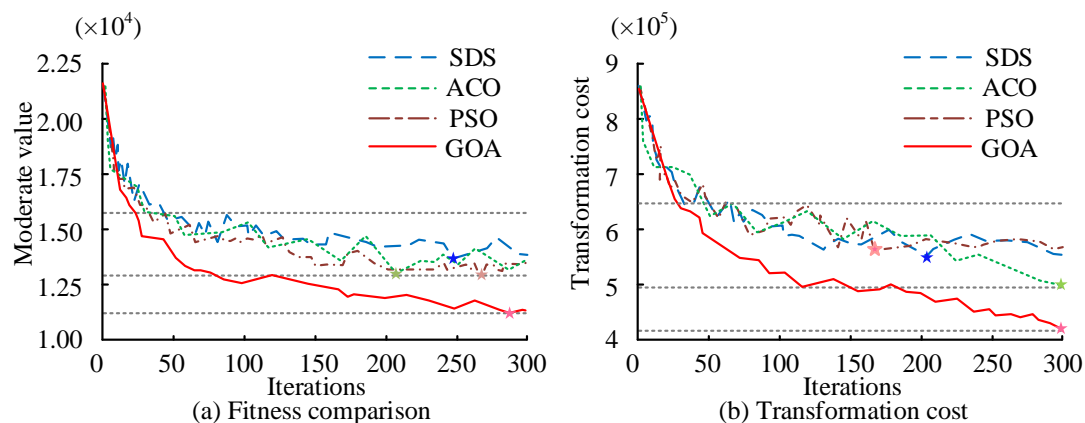 (×10⁴)
Moderate value
2.25
2.00
1.75
1.50
1.25
1.00
0
50
100
150
200
250
300
Iterations
SDS
ACO
PSO
GOA
(a) Fitness comparison
(×10⁵)
Transformation cost
9
8
7
6
5
4
0
50
100
150
200
250
300
Iterations
SDS
ACO
PSO
GOA
(b) Transformation cost